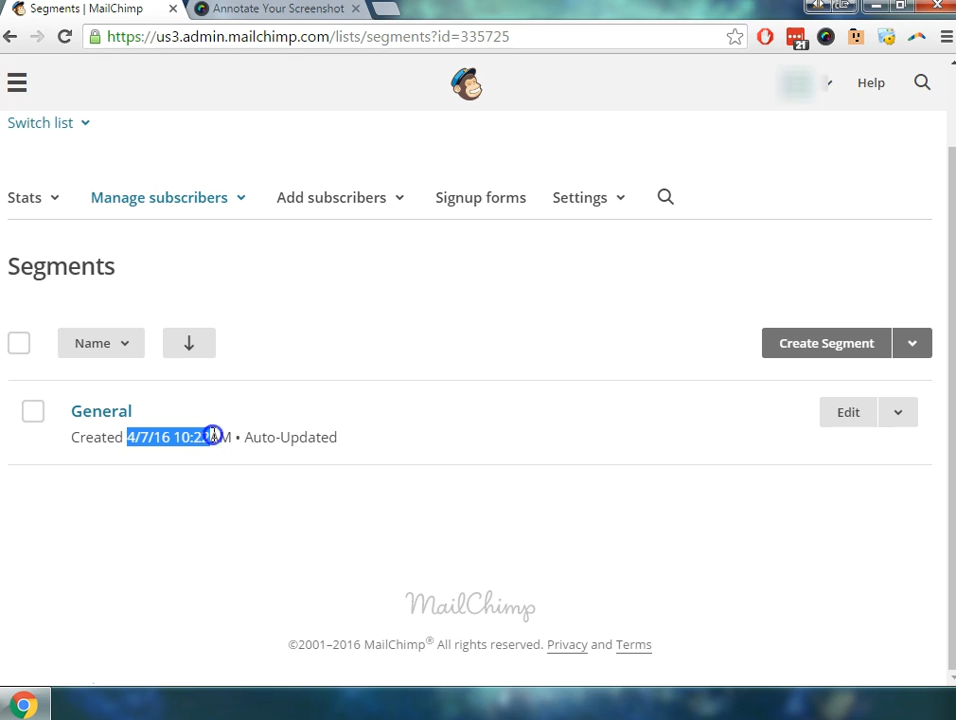 Segments | MailChimp
Annotate Your Screenshot
https://us3.admin.mailchimp.com/lists/segments?id=335725
21
Help
Switch list
Stats Manage subscribers Add subscribers Signup forms Settings
Segments
Name
Create Segment
General
Edit
Created 4/7/16 AM • Auto-Updated
MailChimp
©2001–2016 MailChimp® All rights reserved. Privacy and Terms